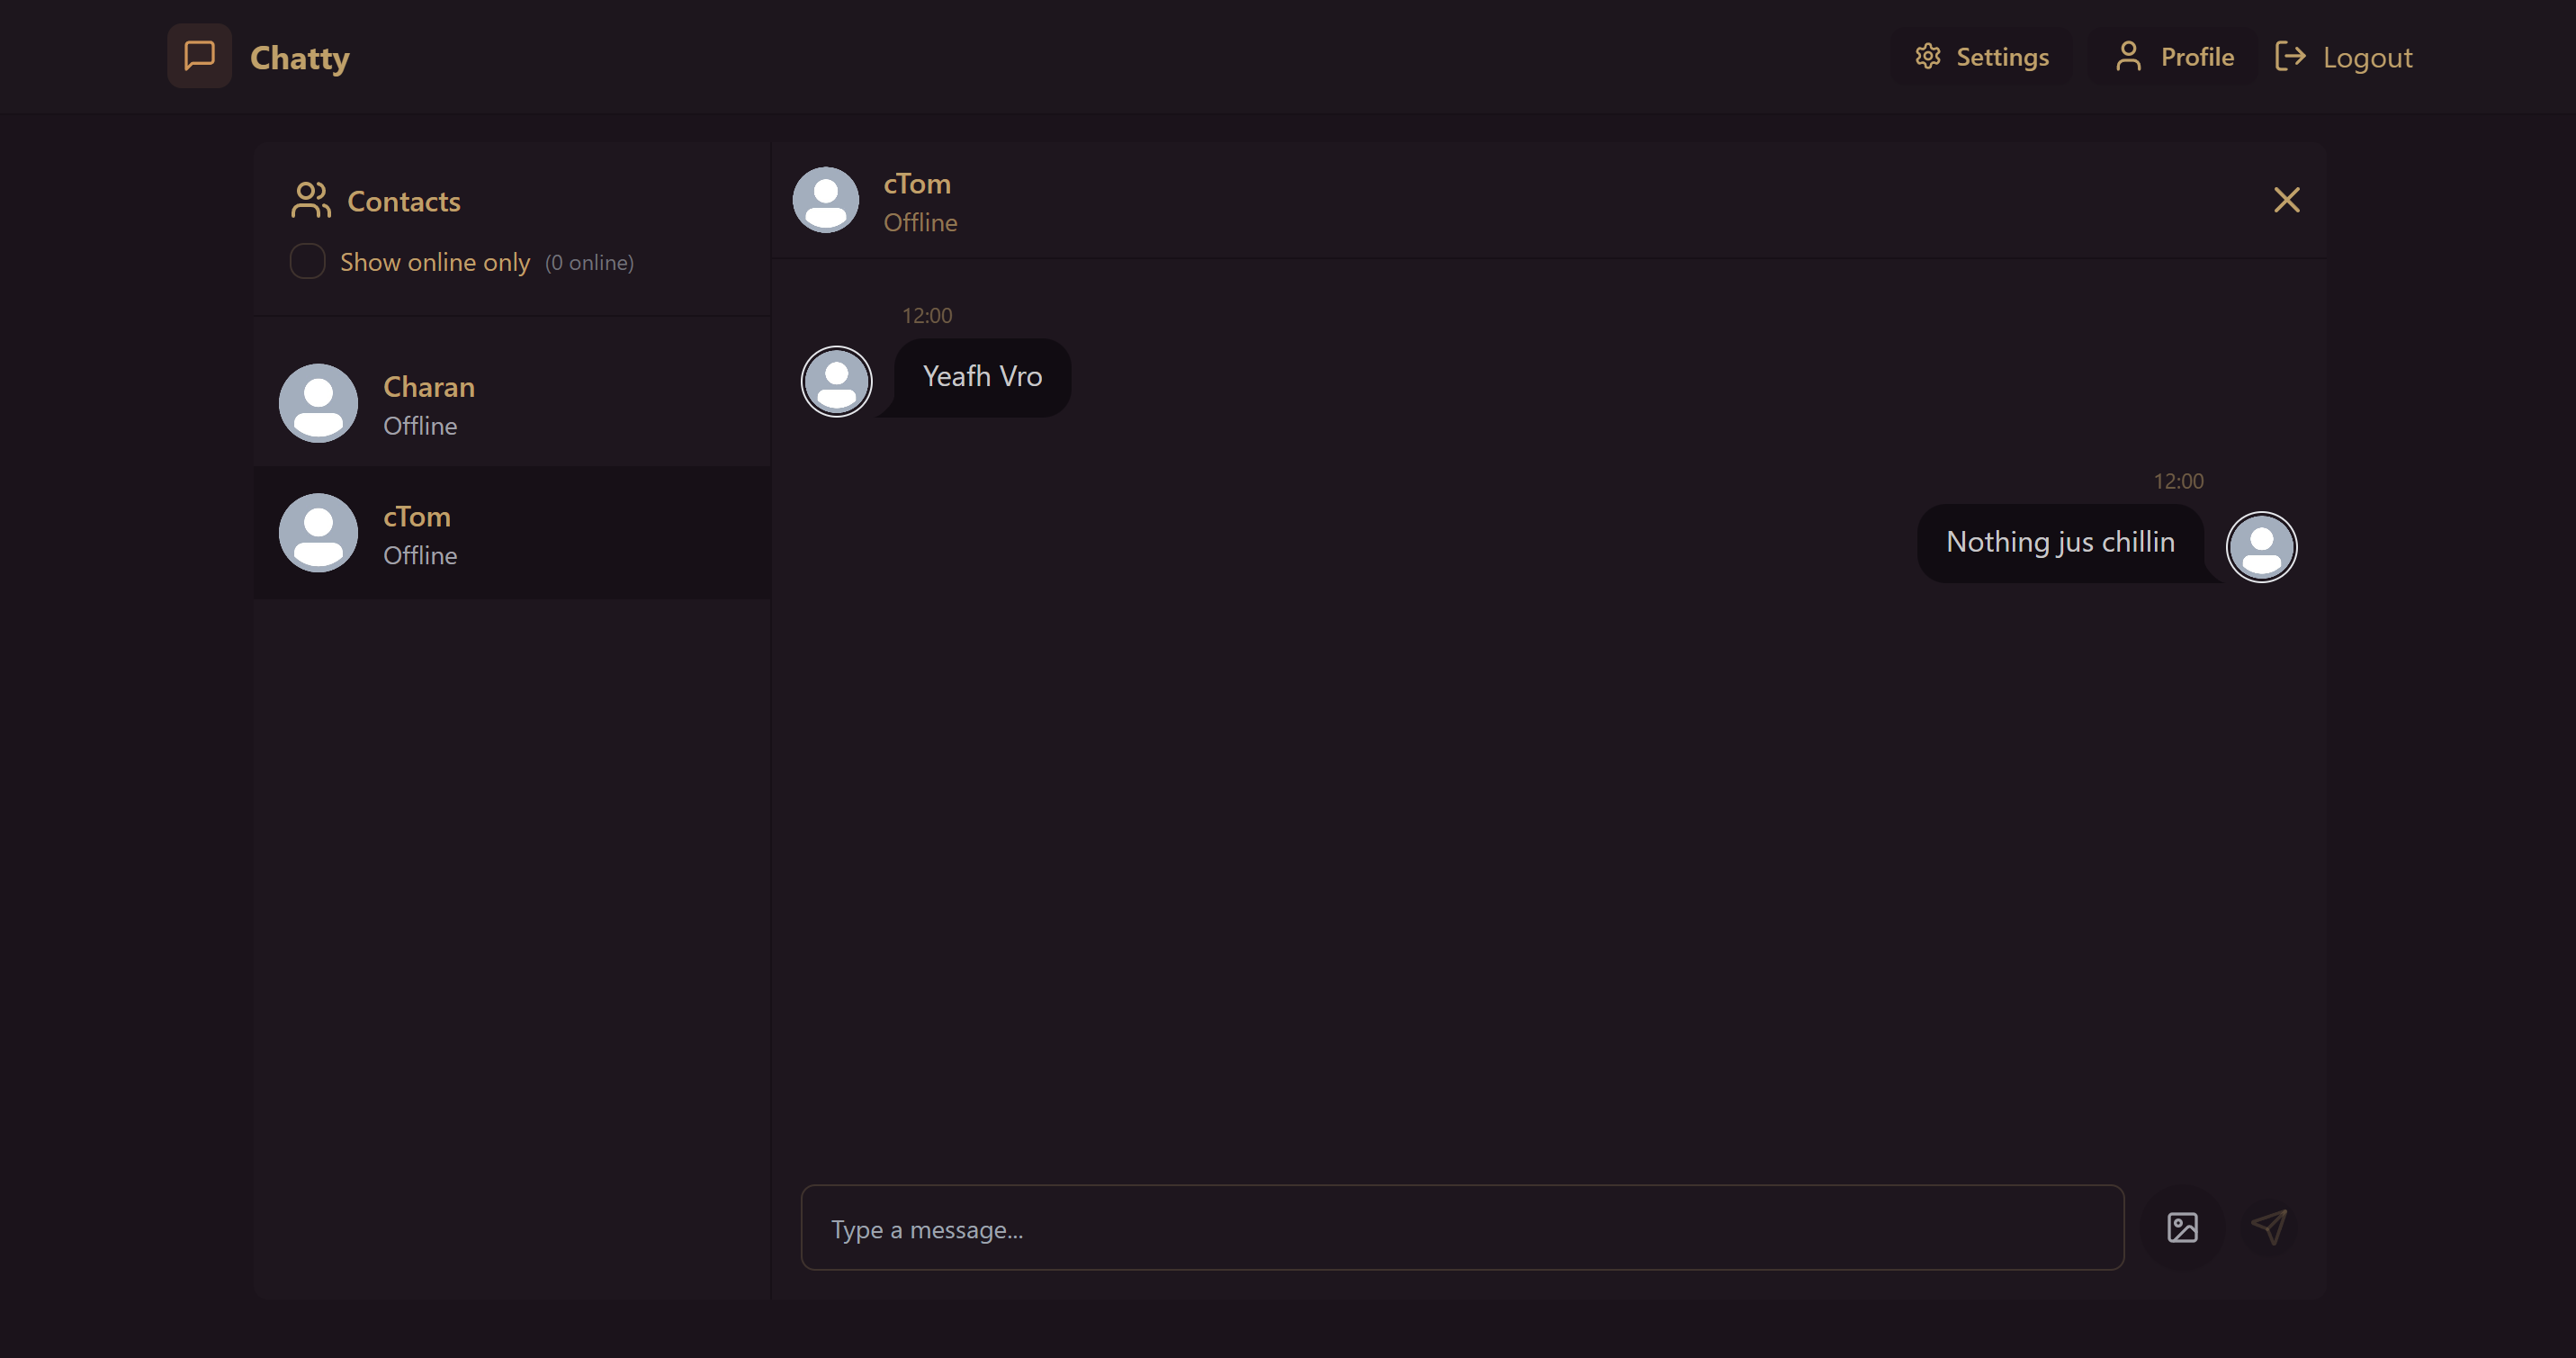 Chatty
Settings
Profile
Logout
Contacts
Show online only (0 online)
Charan
Offline
cTom
Offline
cTom
Offline
12:00
Yeafh Vro
12:00
Nothing jus chillin
Type a message...